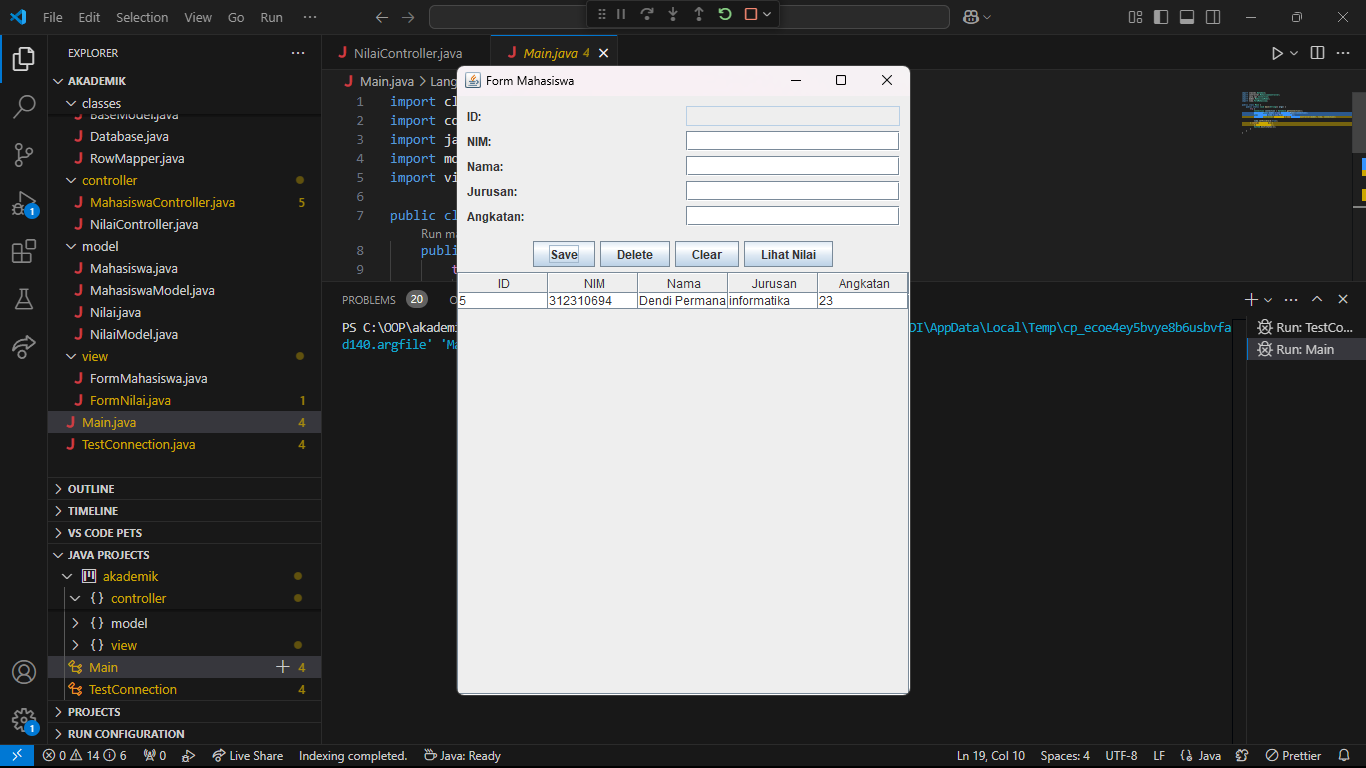 File Edit Selection View Go Run ···
EXPLORER ···
AKADEMIK
classes
BaseModel.java
Database.java
RowMapper.java
controller
MahasiswaController.java 5
NilaiController.java
model
Mahasiswa.java
MahasiswaModel.java
Nilai.java
NilaiModel.java
view
FormMahasiswa.java
FormNilai.java 1
Main.java 4
TestConnection.java 4
OUTLINE
TIMELINE
VS CODE PETS
JAVA PROJECTS
akademik
{} controller
{} model
{} view
Main 4
TestConnection 4
PROJECTS
RUN CONFIGURATION
1
1
NilaiController.java
Main.java 4
Main.java > Lang
1 import cl
2 import co
3 import ja
4 import mo
5 import vi
6
7 public cl
Run ma
8 publi
9 t
PROBLEMS 20 O
PS C:\OOP\akademi DI\AppData\Local\Temp\cp_ecoe4ey5bvye8b6usbvfa
d140.argfile' 'Ma
Run: TestCo...
Run: Main
Form Mahasiswa
ID:
NIM:
Nama:
Jurusan:
Angkatan:
Save Delete Clear Lihat Nilai
ID NIM Nama Jurusan Angkatan
5 312310694 Dendi Permana informatika 23
0 14 6 0 Live Share Indexing completed. Java: Ready
Ln 19, Col 10 Spaces: 4 UTF-8 LF {} Java Prettier